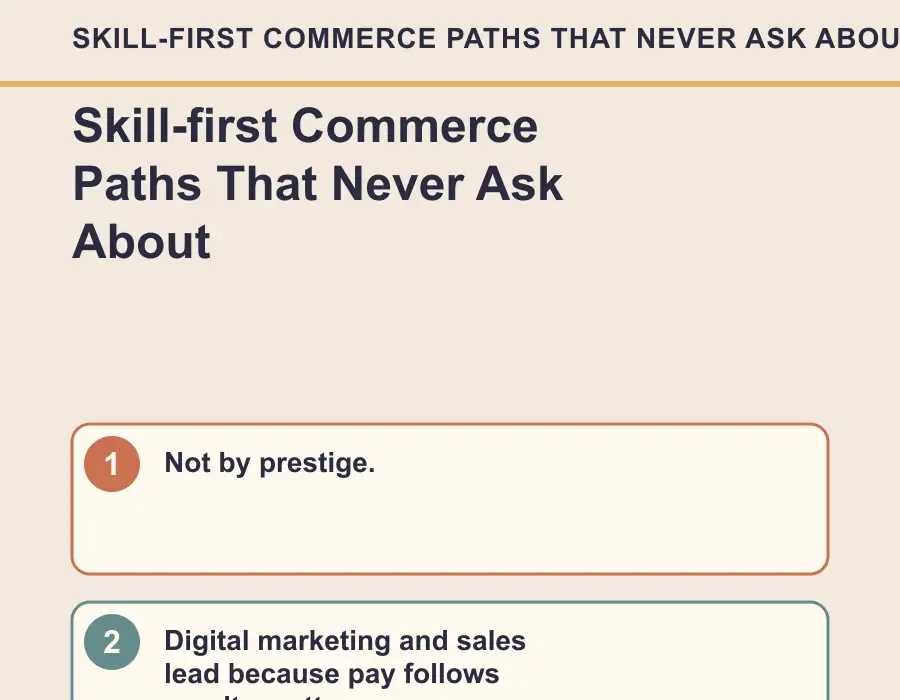 SKILL-FIRST COMMERCE PATHS THAT NEVER ASK ABOU
Skill-first Commerce
Paths That Never Ask
About
1 Not by prestige.
2 Digital marketing and sales
lead because pay follows